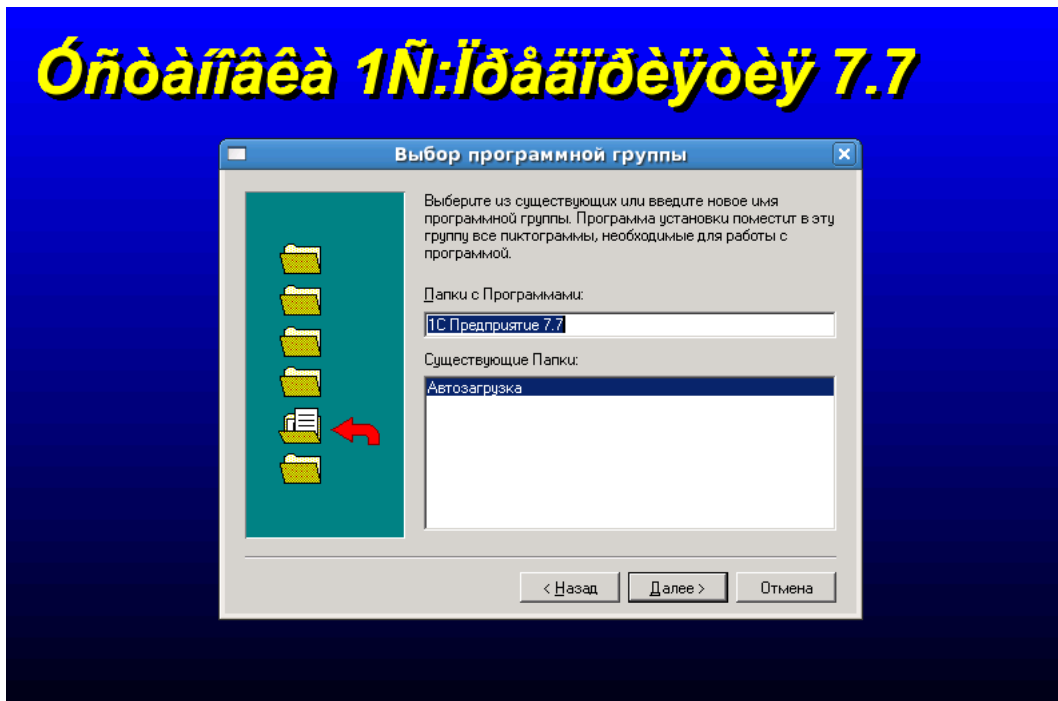 Óñòàíîâêà 1Ñ:Ïðåäïðèÿòèÿ 7.7
Выбор программной группы
Выберите из существующих или введите новое имя
программной группы. Программа установки поместит в эту
группу все пиктограммы, необходимые для работы с
программой.
Папки с Программами:
1С Предприятие 7.7
Существующие Папки:
Автозагрузка
< Назад
Далее >
Отмена